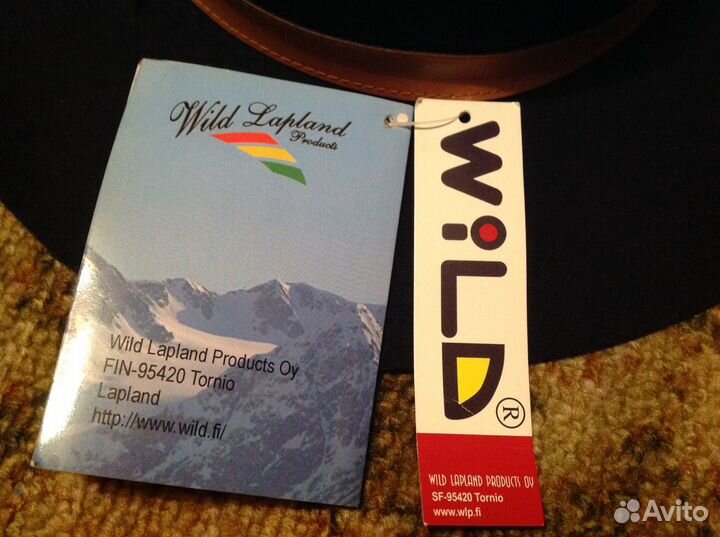 Wild Lapland
Products
Wild Lapland Products Oy
FIN-95420 Tornio
Lapland
http://www.wild.fi/
WiLD
®
WILD LAPLAND PRODUCTS OY
SF-95420 Tornio
www.wlp.fi
Avito